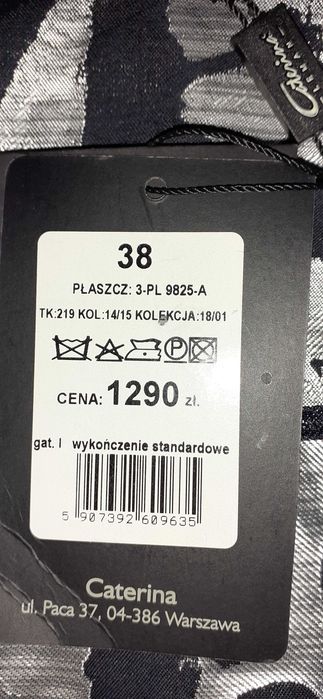 Caterina
38
PŁASZCZ: 3-PL 9825-A
TK:219 KOL:14/15 KOLEKCJA:18/01
P
CENA: 1290 zł.
gat. I wykończenie standardowe
5 907392 609635
Caterina
ul. Paca 37, 04-386 Warszawa